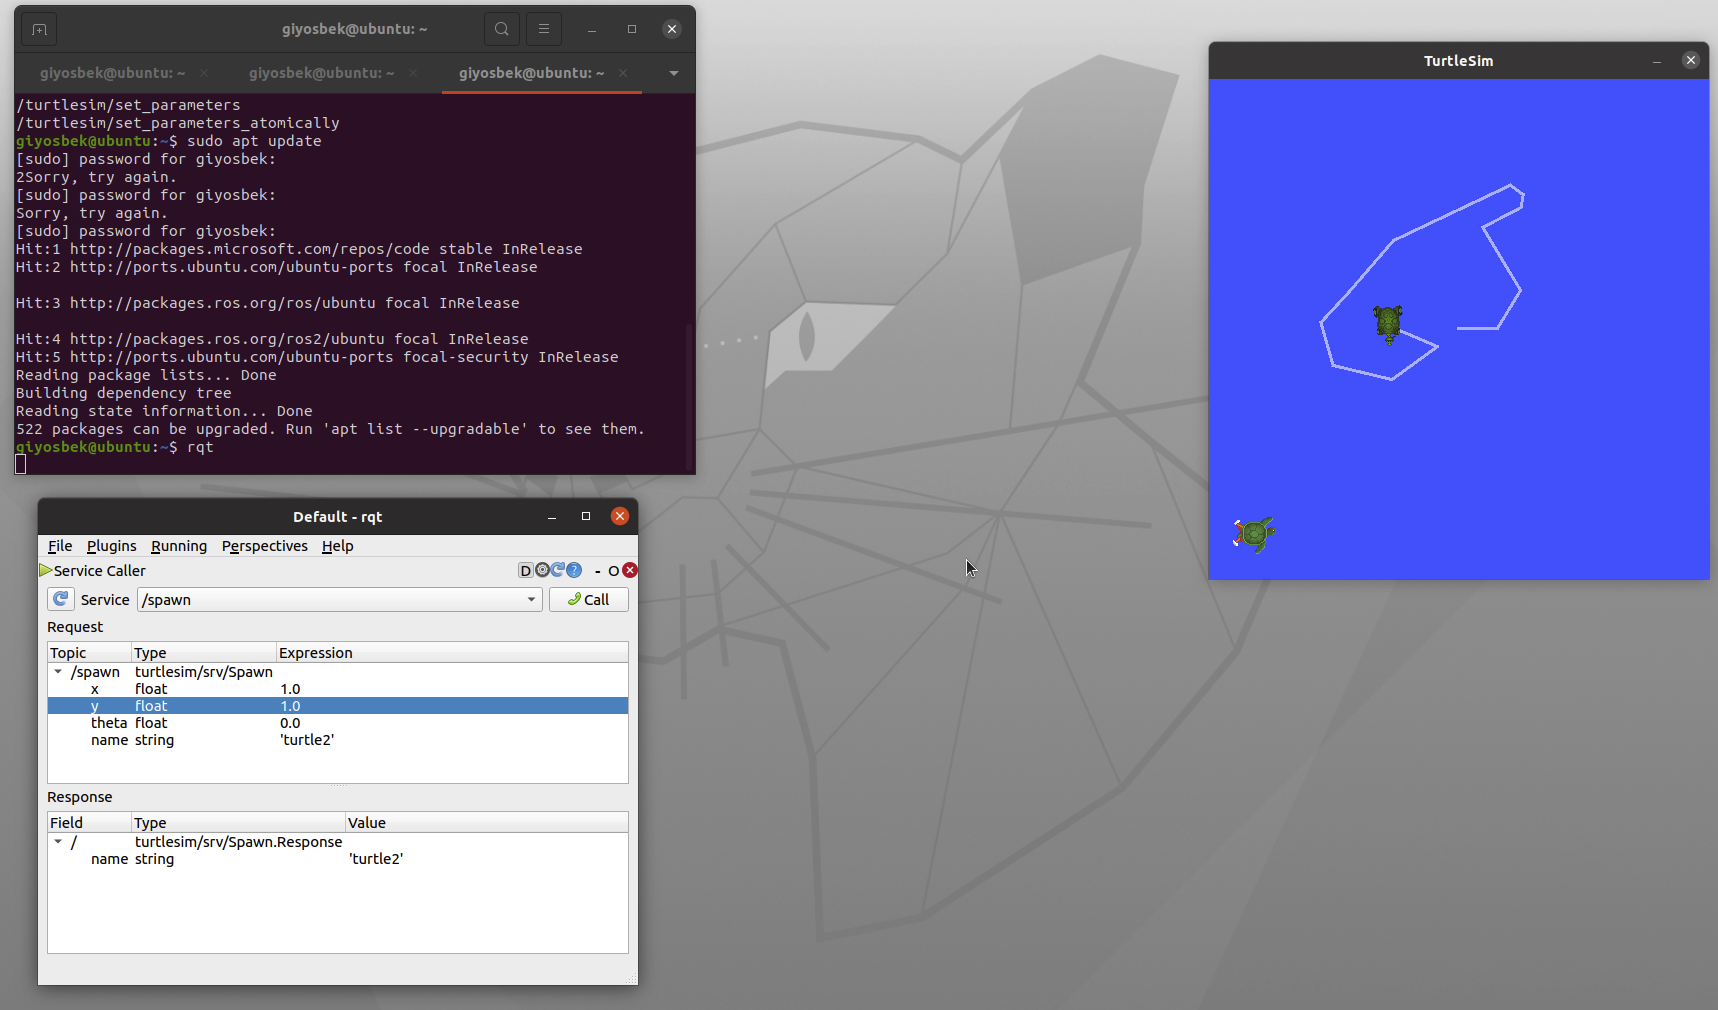 giyosbek@ubuntu: ~
giyosbek@ubuntu: ~ giyosbek@ubuntu: ~ giyosbek@ubuntu: ~
/turtlesim/set_parameters
/turtlesim/set_parameters_atomically
giyosbek@ubuntu:~$ sudo apt update
[sudo] password for giyosbek:
2Sorry, try again.
[sudo] password for giyosbek:
Sorry, try again.
[sudo] password for giyosbek:
Hit:1 http://packages.microsoft.com/repos/code stable InRelease
Hit:2 http://ports.ubuntu.com/ubuntu-ports focal InRelease
Hit:3 http://packages.ros.org/ros/ubuntu focal InRelease
Hit:4 http://packages.ros.org/ros2/ubuntu focal InRelease
Hit:5 http://ports.ubuntu.com/ubuntu-ports focal-security InRelease
Reading package lists... Done
Building dependency tree
Reading state information... Done
522 packages can be upgraded. Run 'apt list --upgradable' to see them.
giyosbek@ubuntu:~$ rqt
TurtleSim
Default - rqt
File Plugins Running Perspectives Help
Service Caller D ? - O
Service /spawn Call
Request
Topic Type Expression
/spawn turtlesim/srv/Spawn
x float 1.0
y float 1.0
theta float 0.0
name string 'turtle2'
Response
Field Type Value
/ turtlesim/srv/Spawn.Response
name string 'turtle2'